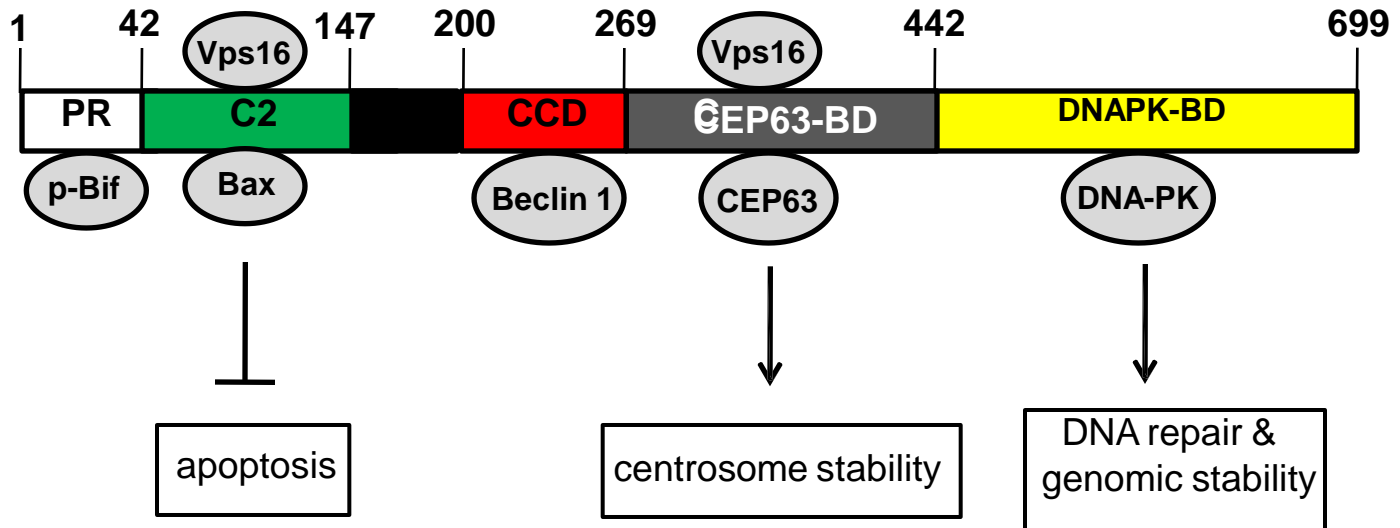 1 42 147 200 269 442 699
Vps16 Vps16
PR C2 CCD CEP63-BD DNAPK-BD
p-Bif Bax Beclin 1 CEP63 DNA-PK
apoptosis centrosome stability
DNA repair &
genomic stability